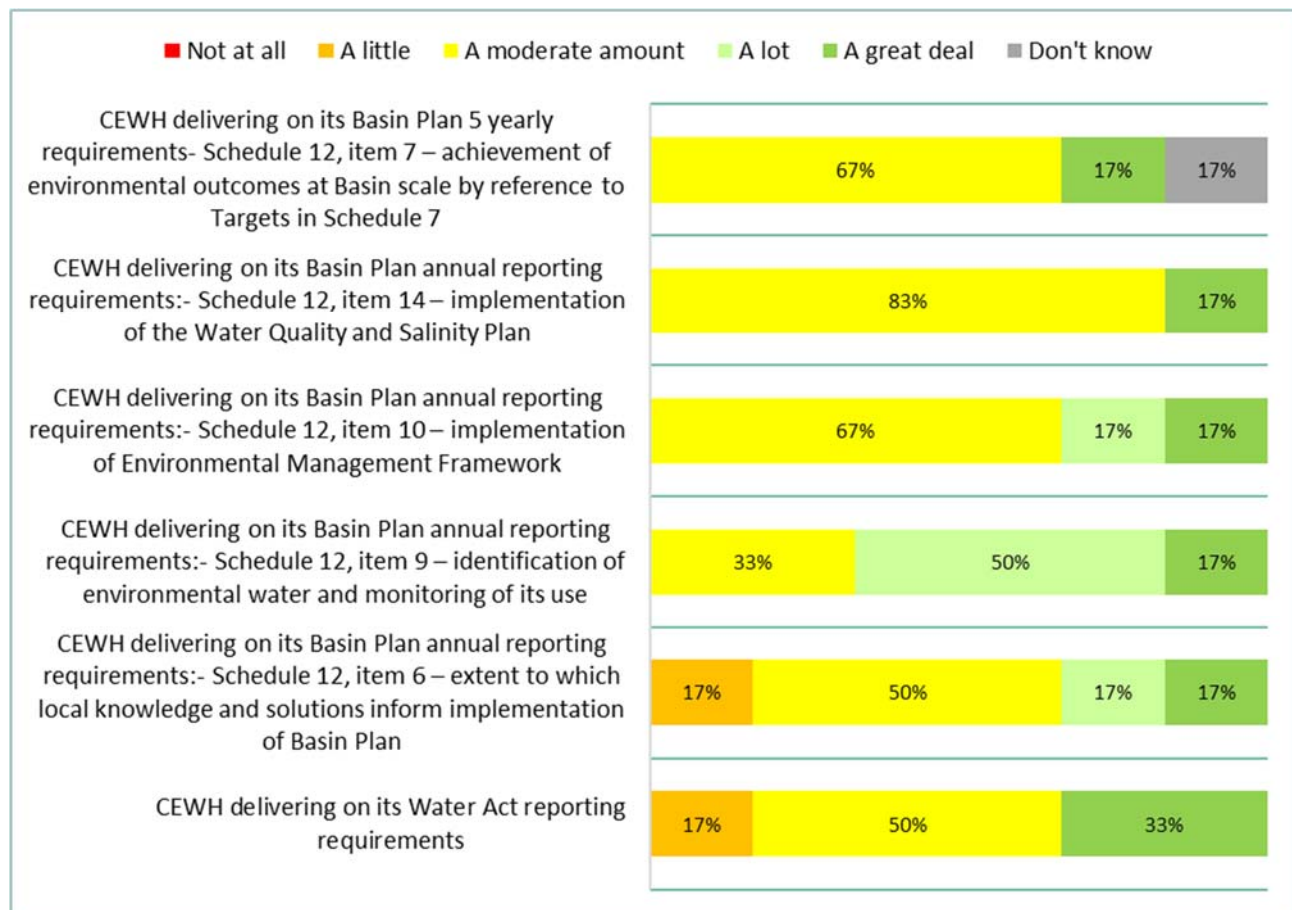 Not at all A little A moderate amount A lot A great deal Don't know
CEWH delivering on its Basin Plan 5 yearly
requirements- Schedule 12, item 7 – achievement of
environmental outcomes at Basin scale by reference to
Targets in Schedule 7
67% 17% 17%
CEWH delivering on its Basin Plan annual reporting
requirements:- Schedule 12, item 14 – implementation
of the Water Quality and Salinity Plan
83% 17%
CEWH delivering on its Basin Plan annual reporting
requirements:- Schedule 12, item 10 – implementation
of Environmental Management Framework
67% 17% 17%
CEWH delivering on its Basin Plan annual reporting
requirements:- Schedule 12, item 9 – identification of
environmental water and monitoring of its use
33% 50% 17%
CEWH delivering on its Basin Plan annual reporting
requirements:- Schedule 12, item 6 – extent to which
local knowledge and solutions inform implementation
of Basin Plan
17% 50% 17% 17%
CEWH delivering on its Water Act reporting
requirements
17% 50% 33%